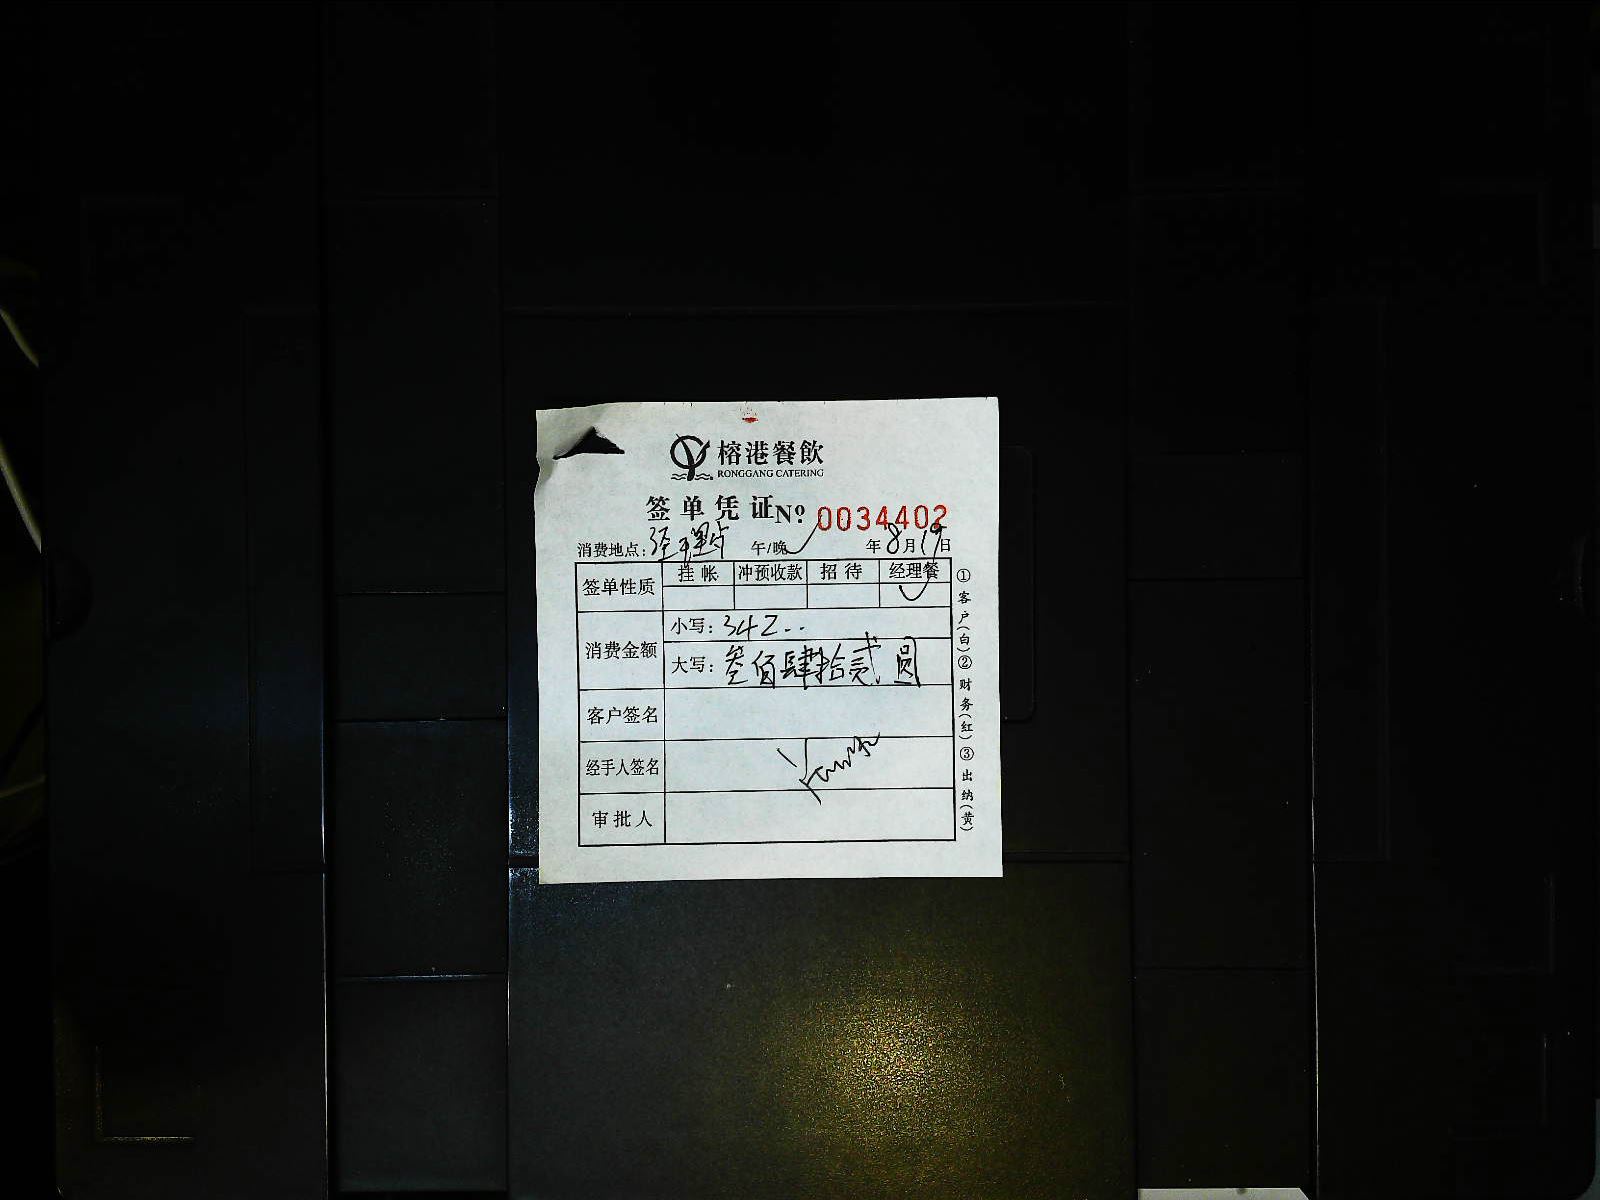 榕港餐飲
RONGGANG CATERING
签单凭证 No: 0034402
消费地点: 经理 午/晚 年 8月19日
签单性质 挂帐 冲预收款 招待 经理餐
消费金额 小写: 342..
大写: 叁佰肆拾贰圆
客户签名
经手人签名
审批人
①客户(白)②财务(红)③出纳(黄)